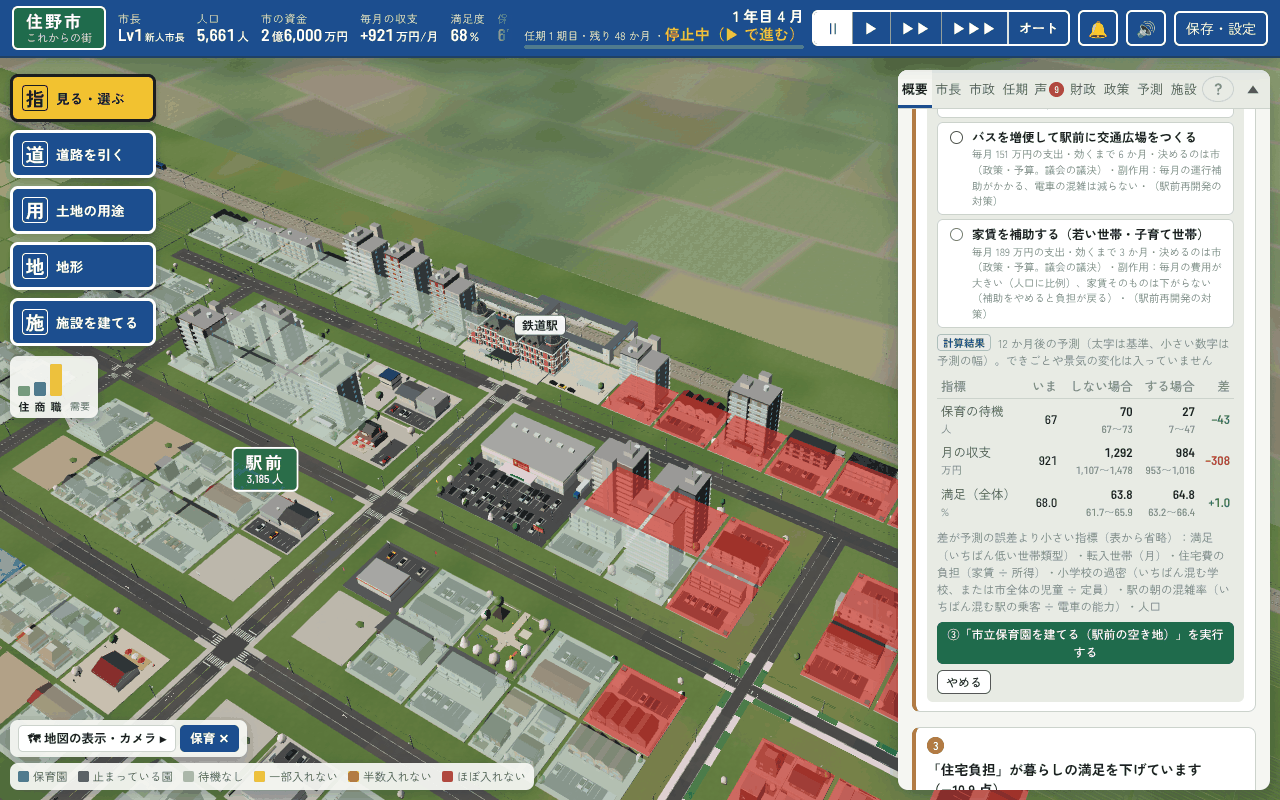 住野市
これからの街
市長
Lv1 新人市長
人口
5,661 人
市の資金
2 億 6,000 万円
毎月の収支
+921 万円/月
満足度
68 %
1 年目 4 月
任期 1 期目・残り 48 か月 ・停止中（▶ で進む）
オート
保存・設定
指 見る・選ぶ
道 道路を引く
用 土地の用途
地 地形
施 施設を建てる
住 商 職 需要
鉄道駅
駅前
3,185 人
地図の表示・カメラ ▸
保育 ✕
保育園
止まっている園
待機なし
一部入れない
半数入れない
ほぼ入れない
概要 市長 市政 任期 声 9 財政 政策 予測 施設 ? ▲
バスを増便して駅前に交通広場をつくる
毎月 151 万円の支出・効くまで 6 か月・決めるのは市
（政策・予算。議会の議決）・副作用：毎月の運行補
助がかかる、電車の混雑は減らない・（駅前再開発の
対策）
家賃を補助する（若い世帯・子育て世帯）
毎月 189 万円の支出・効くまで 3 か月・決めるのは市
（政策・予算。議会の議決）・副作用：毎月の費用が
大きい（人口に比例）、家賃そのものは下がらない
（補助をやめると負担が戻る）・（駅前再開発の対
策）
計算結果 12 か月後の予測（太字は基準、小さい数字は
予測の幅）。できごとや景気の変化は入っていません
指標 いま しない場合 する場合 差
保育の待機 67 70 27 −43
人 67〜73 7〜47
月の収支 921 1,292 984 −308
万円 1,107〜1,478 953〜1,016
満足（全体） 68.0 63.8 64.8 +1.0
% 61.7〜65.9 63.2〜66.4
差が予測の誤差より小さい指標（表から省略）：満足
（いちばん低い世帯類型）・転入世帯（月）・住宅費の
負担（家賃 ÷ 所得）・小学校の過密（いちばん混む学
校、または市全体の児童 ÷ 定員）・駅の朝の混雑率（い
ちばん混む駅の乗客 ÷ 電車の能力）・人口
③「市立保育園を建てる（駅前の空き地）」を実行
する
やめる
3
「住宅負担」が暮らしの満足を下げています